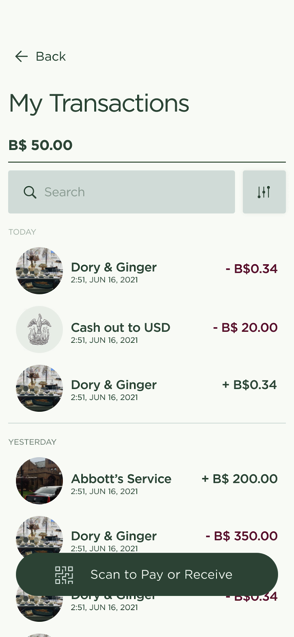 Back
My Transactions
B$ 50.00
Search
TODAY
Dory & Ginger
- B$0.34
2:51, JUN 16, 2021
Cash out to USD
- B$ 20.00
2:51, JUN 16, 2021
Dory & Ginger
+ B$0.34
2:51, JUN 16, 2021
YESTERDAY
Abbott's Service
+ B$ 200.00
2:51, JUN 16, 2021
Dory & Ginger
- B$ 350.00
Scan to Pay or Receive
Dory & Ginger
- B$0.34
2:51, JUN 16, 2021